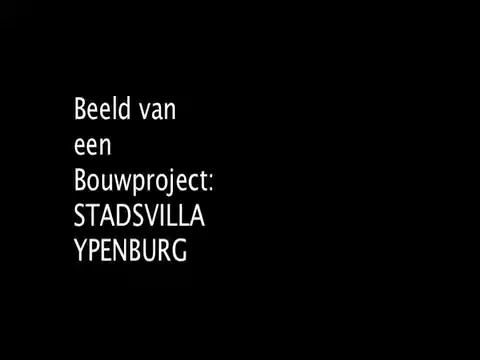 Beeld van
een
Bouwproject:
STADSVILLA
YPENBURG